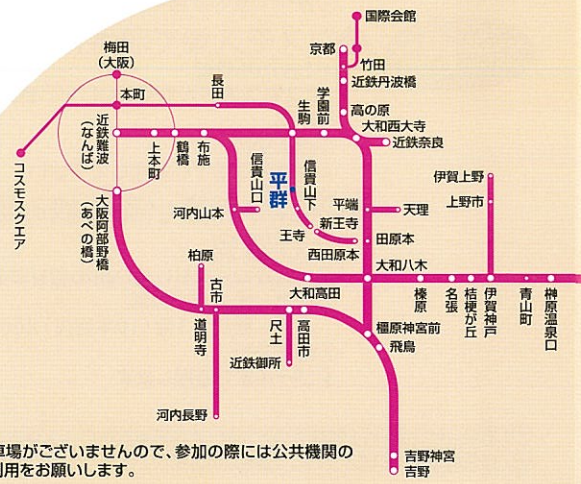 国際会館
京都
竹田
近鉄丹波橋
高の原
大和西大寺
近鉄奈良
梅田
(大阪)
本町
長田
生駒
学園前
コスモスクエア
近鉄難波
(なんば)
上本町
鶴橋
布施
大阪阿部野橋
(あべの橋)
信貴山口
河内山本
平群
信貴山下
王寺
新王寺
西田原本
平端
天理
田原本
伊賀上野
上野市
大和八木
榛原
名張
桔梗が丘
伊賀神戸
青山町
榊原温泉口
柏原
古市
道明寺
大和高田
尺土
高田市
近鉄御所
河内長野
橿原神宮前
飛鳥
吉野神宮
吉野
車場がございませんので、参加の際には公共機関の
利用をお願いします。